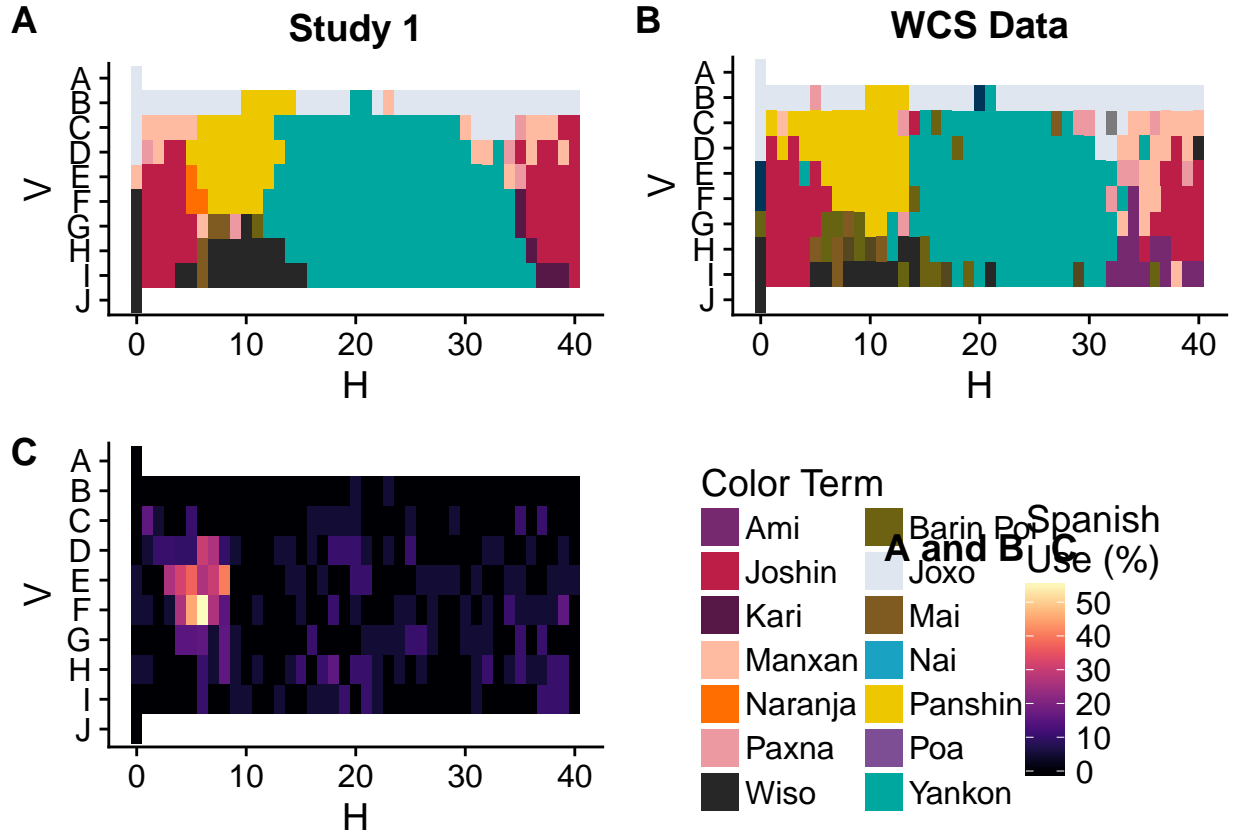 A
Study 1
A
B
C
D
E
F
G
H
I
J
V
0
10
20
30
40
H
B
WCS Data
A
B
C
D
E
F
G
H
I
J
V
0
10
20
30
40
H
C
A
B
C
D
E
F
G
H
I
J
V
0
10
20
30
40
H
Color Term
Ami
Joshin
Kari
Manxan
Naranja
Paxna
Wiso
Barin Poi
Joxo
Mai
Nai
Panshin
Poa
Yankon
A and B
C
Spanish
Use (%)
50
40
30
20
10
0